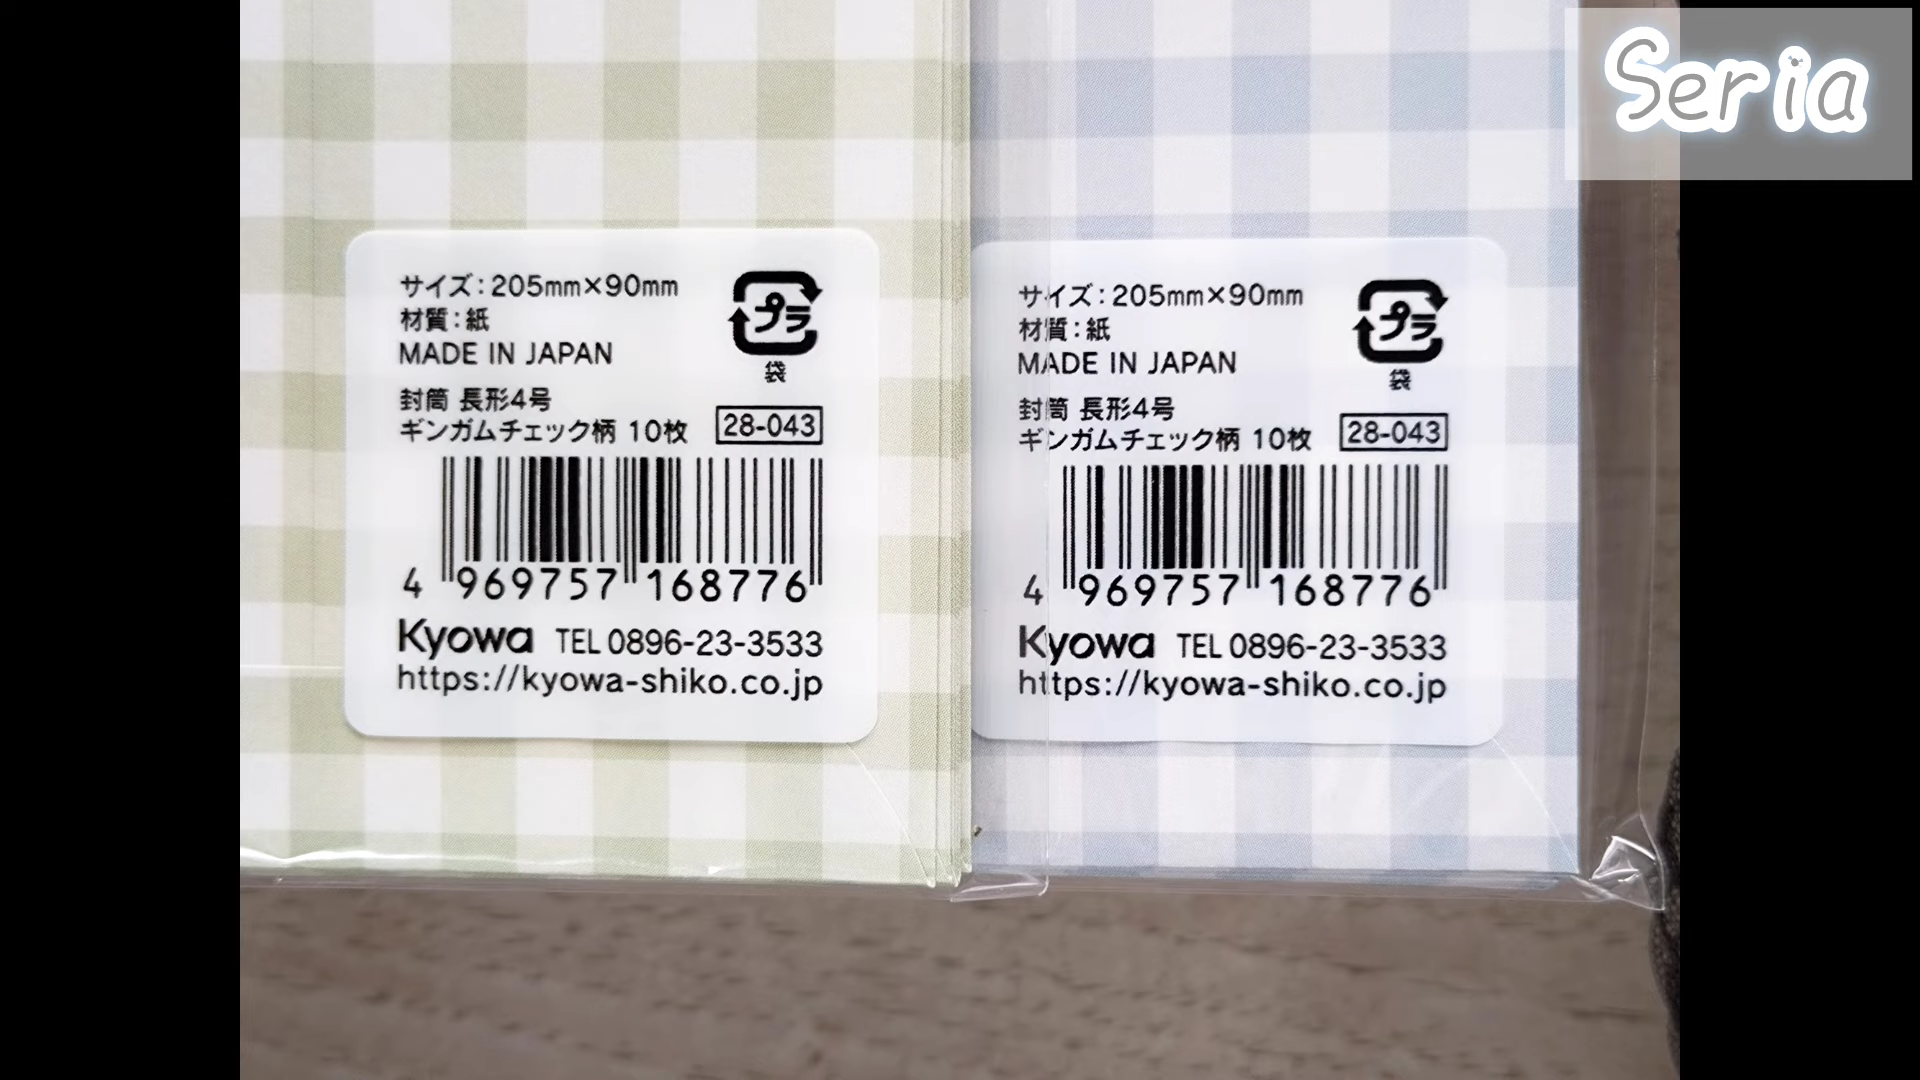 Seria
サイズ:205mm×90mm
材質:紙
MADE IN JAPAN
プラ
袋
封筒 長形4号
ギンガムチェック柄 10枚 28-043
4 969757 168776
Kyowa TEL 0896-23-3533
https://kyowa-shiko.co.jp
サイズ:205mm×90mm
材質:紙
MADE IN JAPAN
プラ
袋
封筒 長形4号
ギンガムチェック柄 10枚 28-043
4 969757 168776
Kyowa TEL 0896-23-3533
https://kyowa-shiko.co.jp